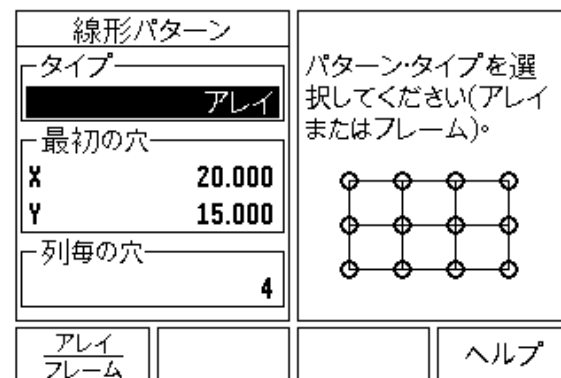 線形パターン
タイプ
アレイ
最初の穴
X 20.000
Y 15.000
列毎の穴
4
パターン・タイプを選
択してください(アレイ
またはフレーム)。
アレイ
フレーム
ヘルプ